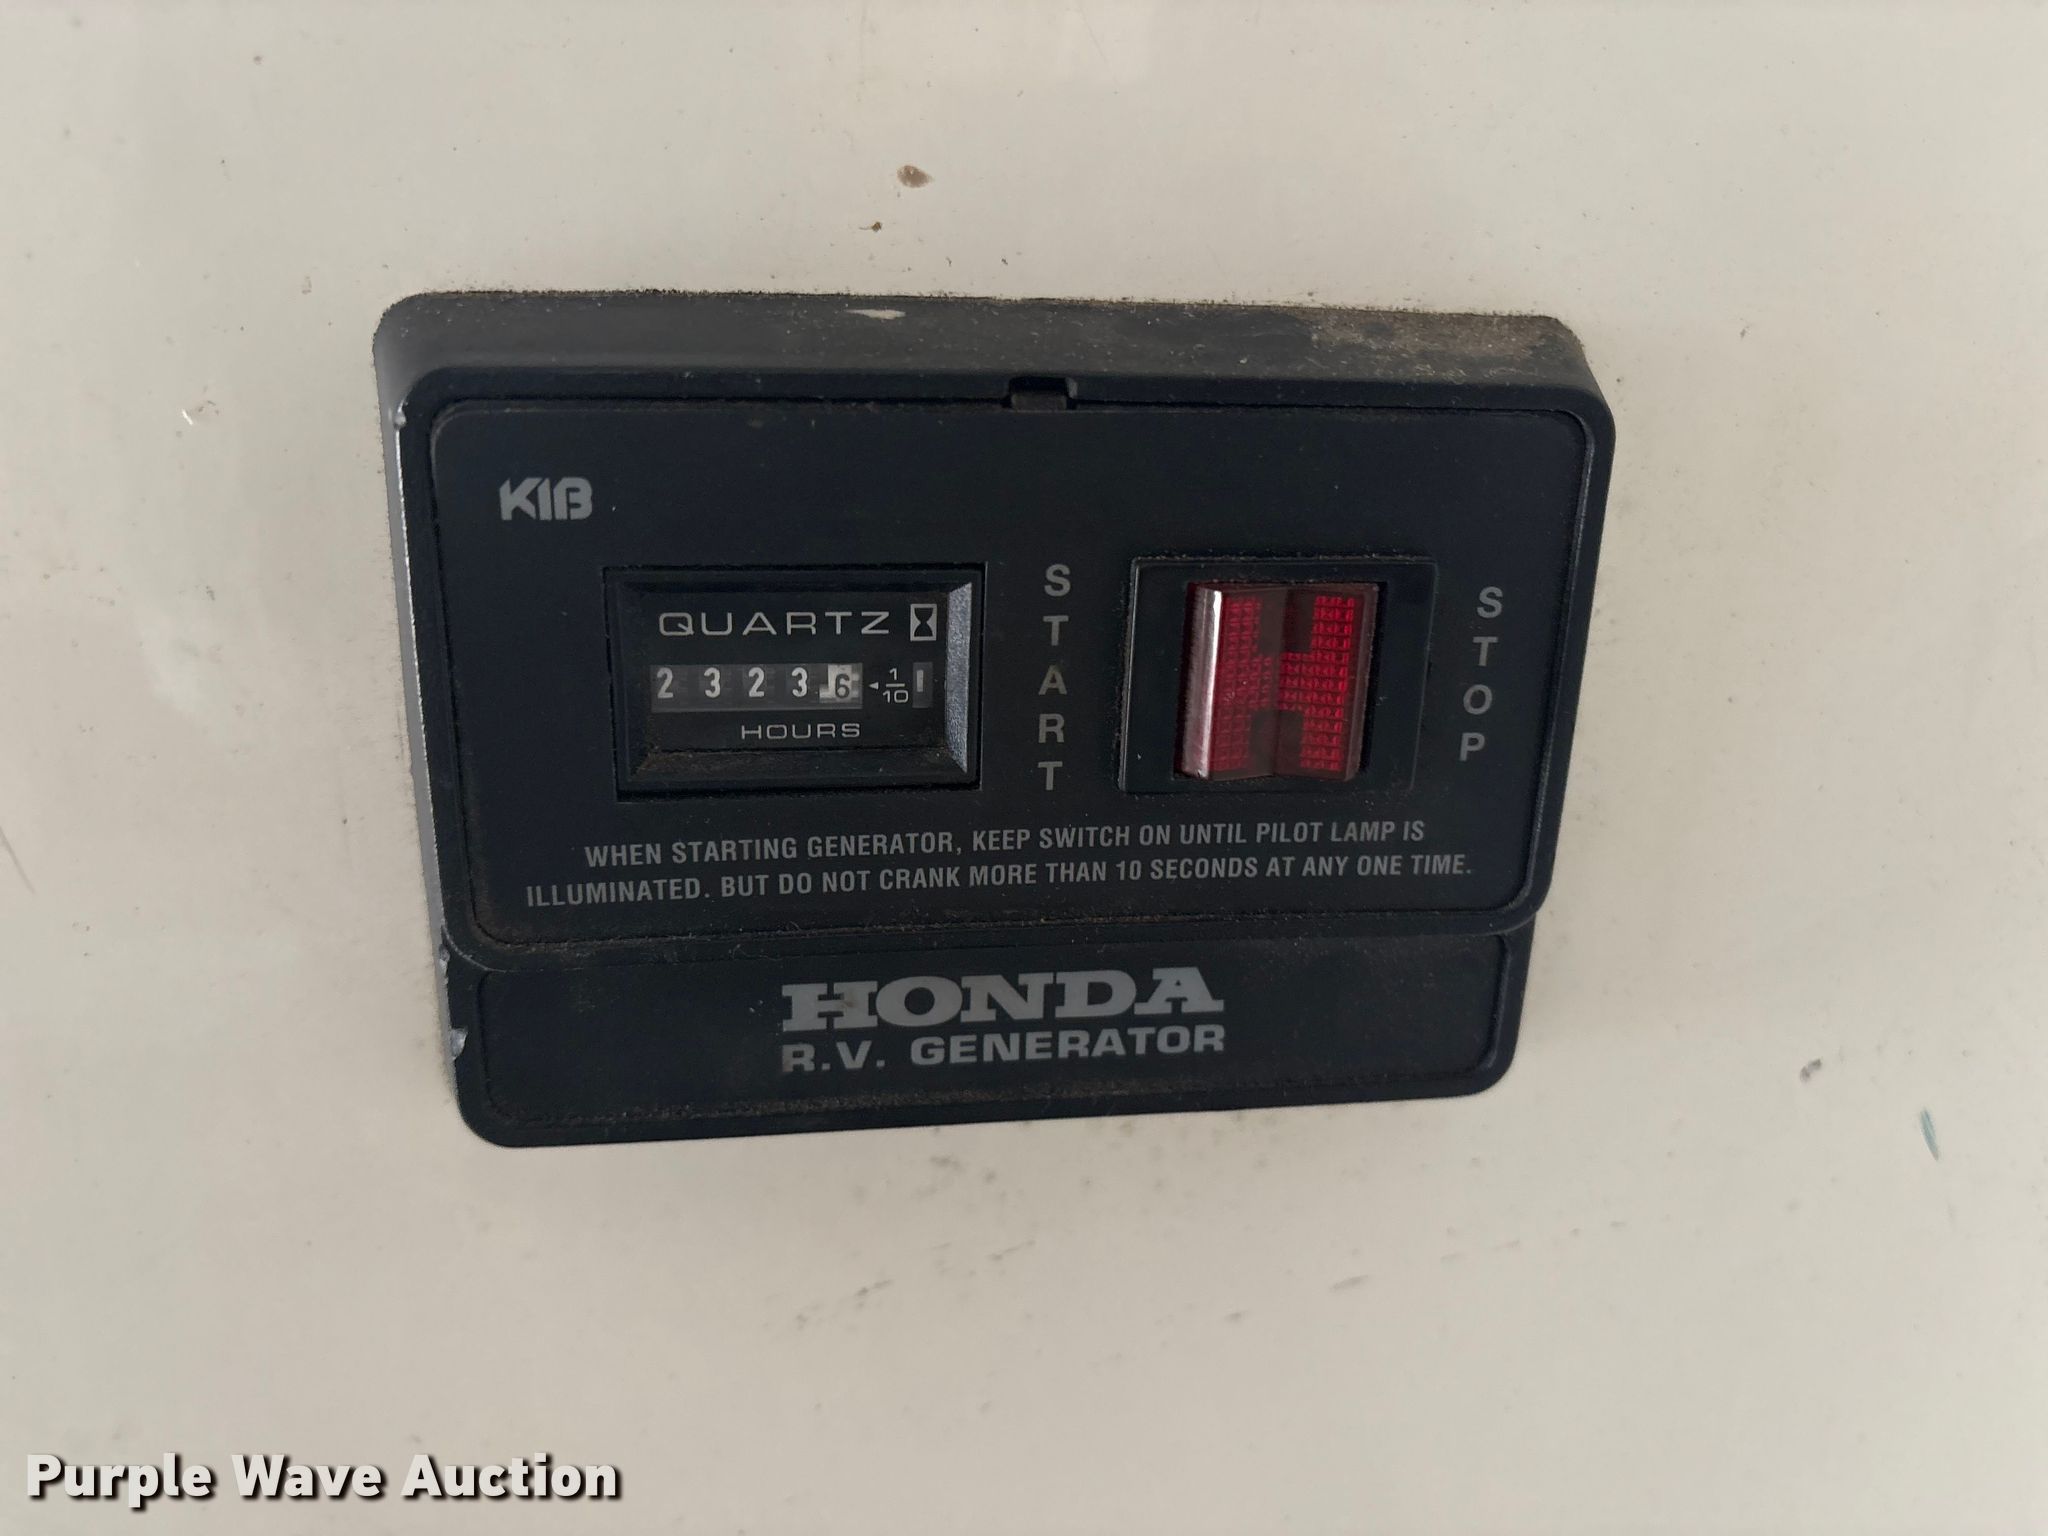 KIB
QUARTZ
2 3 2 3 6 1/10
HOURS
START
STOP
WHEN STARTING GENERATOR, KEEP SWITCH ON UNTIL PILOT LAMP IS
ILLUMINATED. BUT DO NOT CRANK MORE THAN 10 SECONDS AT ANY ONE TIME.
HONDA
R.V. GENERATOR
Purple Wave Auction